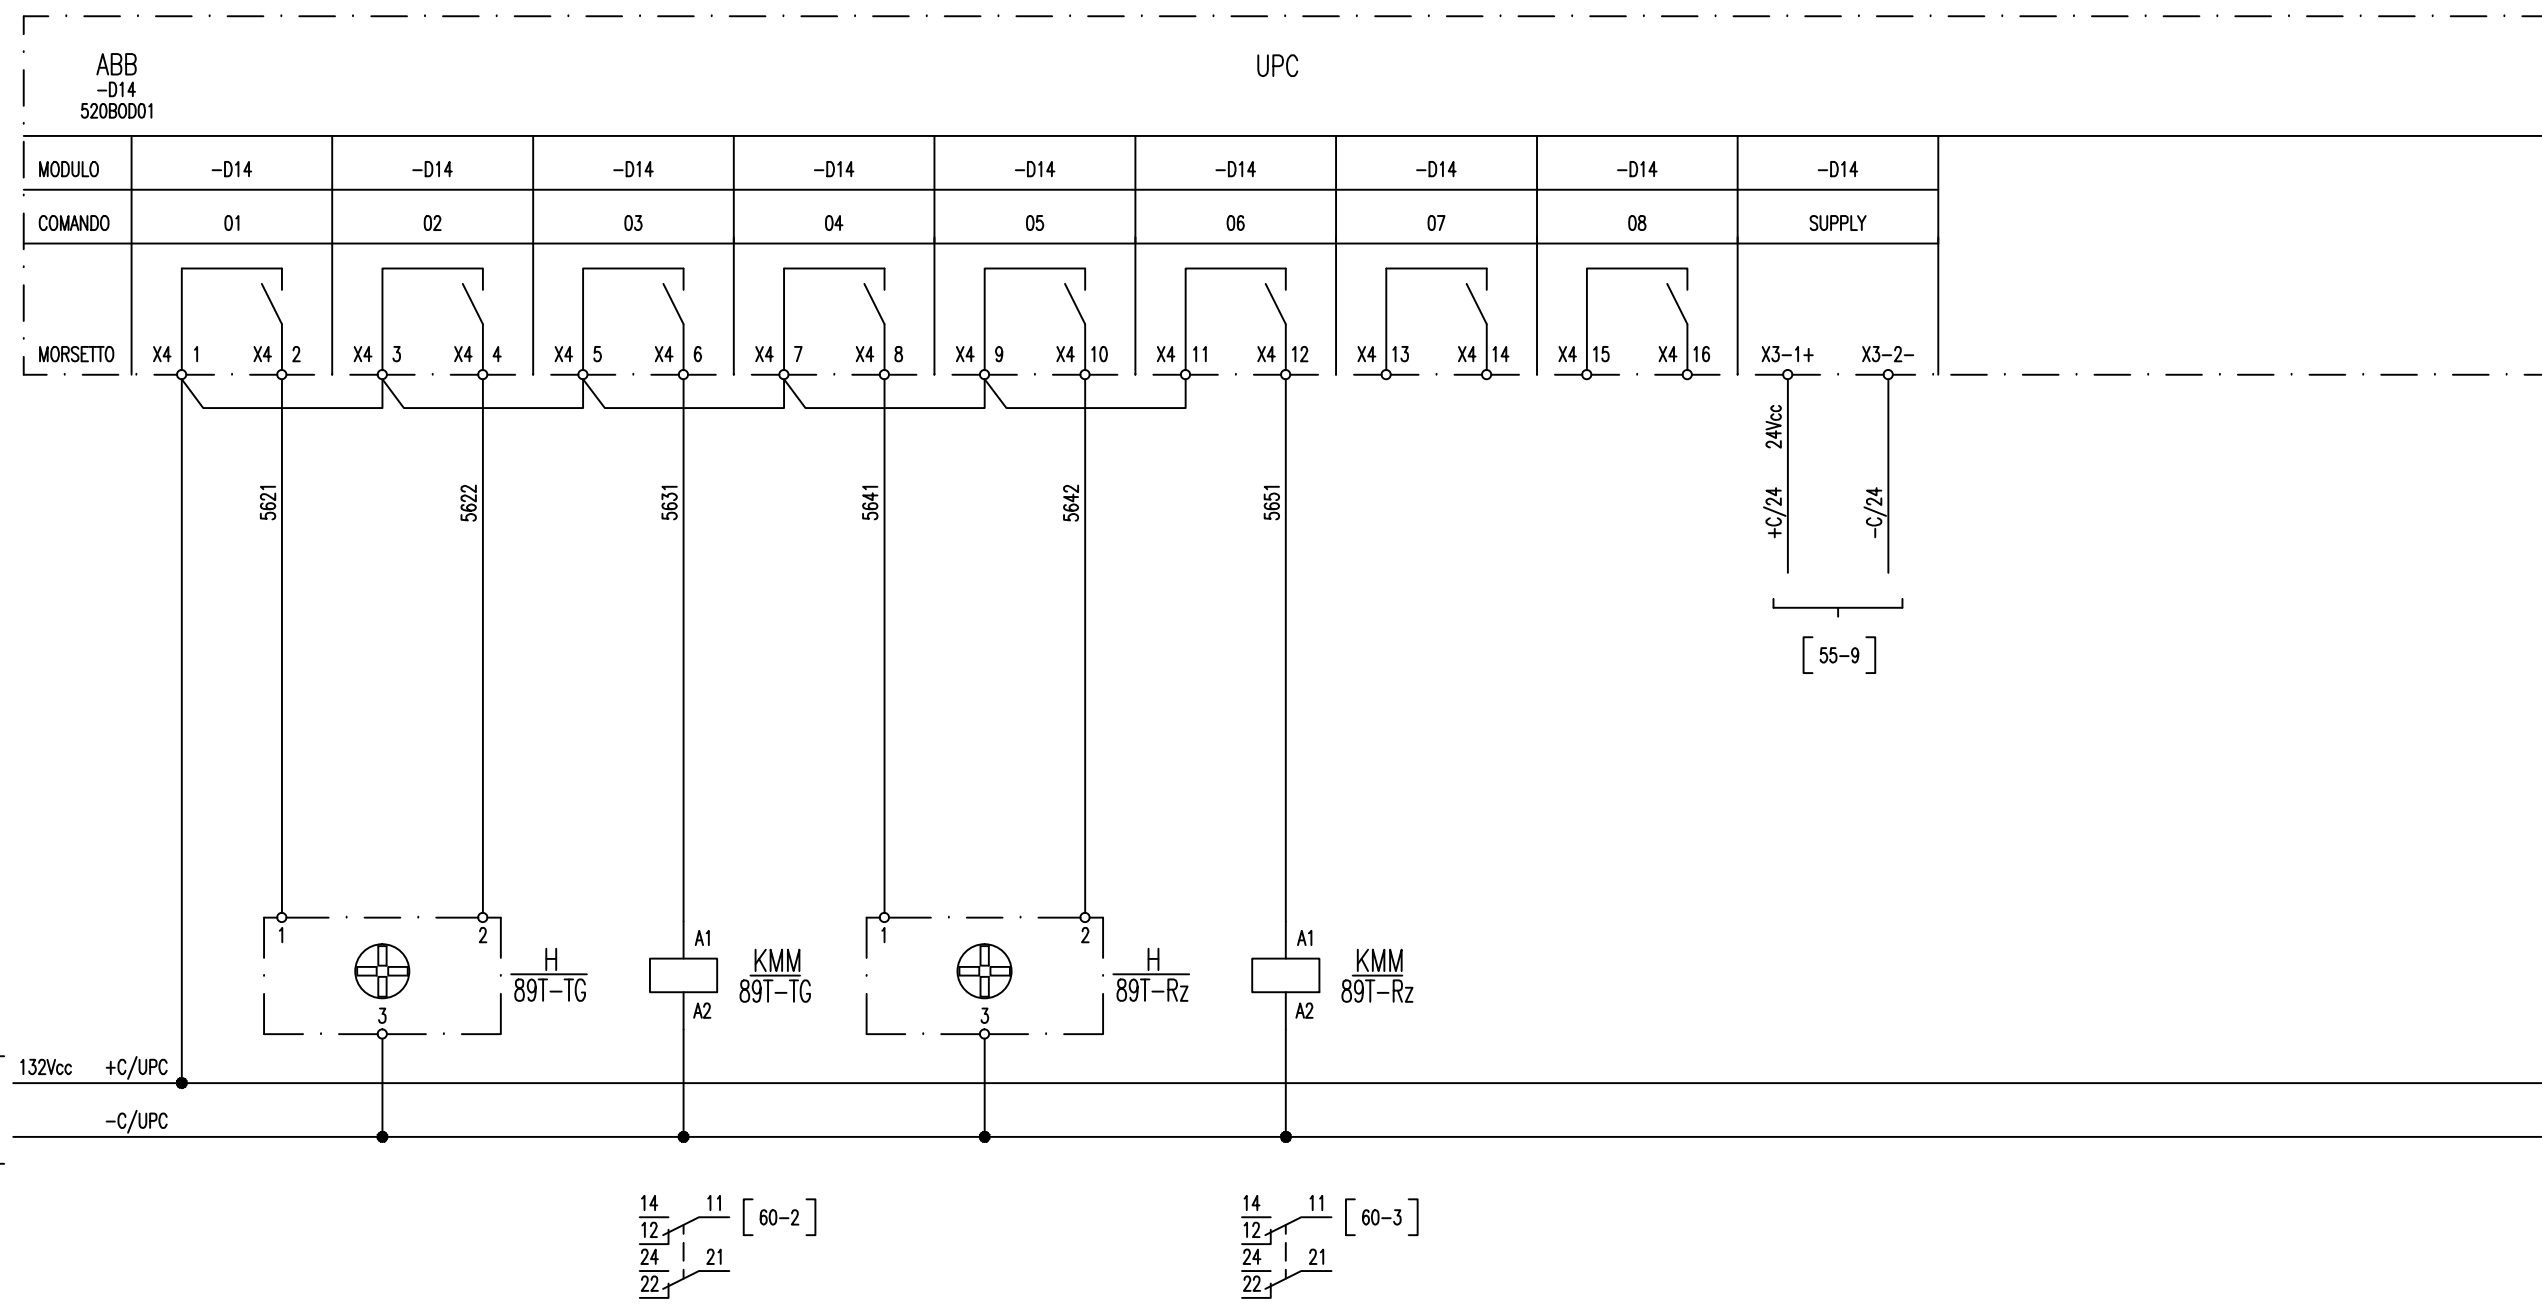 ABB
-D14
520BOD01
UPC
MODULO -D14 -D14 -D14 -D14 -D14 -D14 -D14 -D14 -D14
COMANDO 01 02 03 04 05 06 07 08 SUPPLY
MORSETTO X4 1 X4 2 X4 3 X4 4 X4 5 X4 6 X4 7 X4 8 X4 9 X4 10 X4 11 X4 12 X4 13 X4 14 X4 15 X4 16 X3-1+ X3-2-
24Vcc
5621 5622 5631 5641 5642 5651 +C/24 -C/24
55-9
1 2 A1 1 2 A1
H KMM H KMM
89T-TG 89T-TG 89T-Rz 89T-Rz
3 A2 3 A2
132Vcc +C/UPC
-C/UPC
14 11 60-2 14 11 60-3
12 12
24 21 24 21
22 22